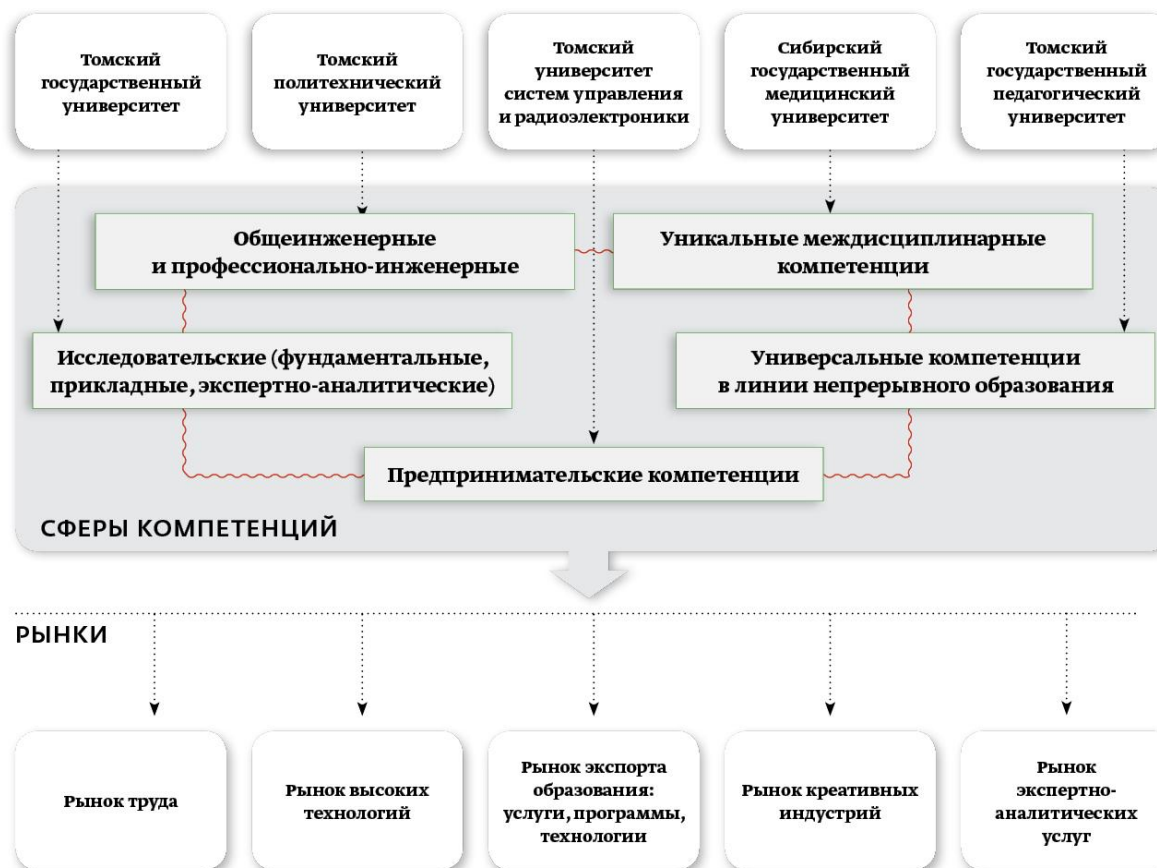 Томский
государственный
университет
Томский
политехнический
университет
Томский
университет
систем управления
и радиоэлектроники
Сибирский
государственный
медицинский
университет
Томский
государственный
педагогический
университет
Общеинженерные
и профессионально-инженерные
Уникальные междисциплинарные
компетенции
Исследовательские (фундаментальные,
прикладные, экспертно-аналитические)
Универсальные компетенции
в линии непрерывного образования
Предпринимательские компетенции
СФЕРЫ КОМПЕТЕНЦИЙ
РЫНКИ
Рынок труда
Рынок высоких
технологий
Рынок экспорта
образования:
услуги, программы,
технологии
Рынок креативных
индустрий
Рынок
экспертно-
аналитических
услуг